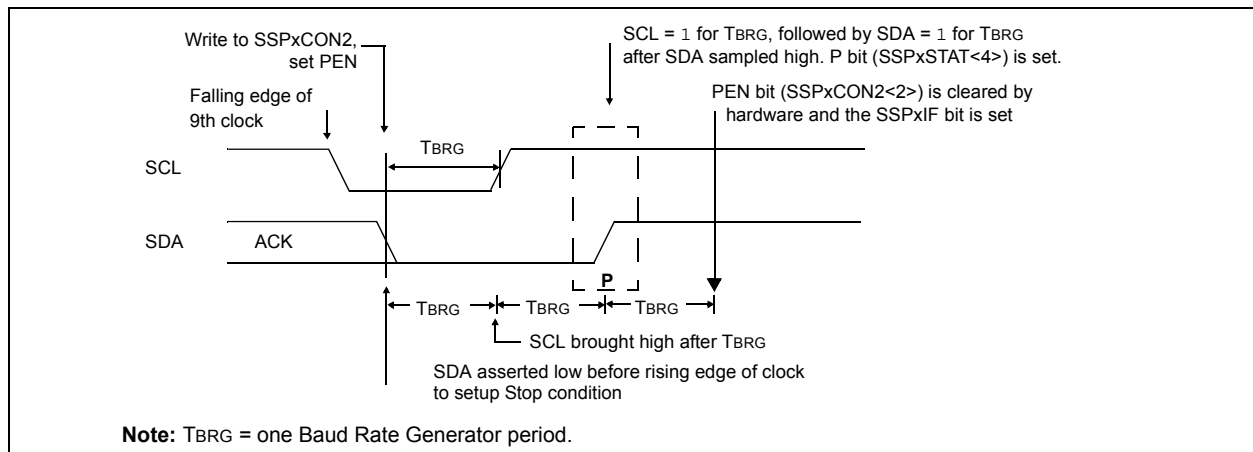 Write to SSPxCON2,
set PEN
SCL = 1 for TBRG, followed by SDA = 1 for TBRG
after SDA sampled high. P bit (SSPxSTAT<4>) is set.
Falling edge of
9th clock
PEN bit (SSPxCON2<2>) is cleared by
hardware and the SSPxIF bit is set
TBRG
SCL
SDA
ACK
P
TBRG
TBRG
TBRG
SCL brought high after TBRG
SDA asserted low before rising edge of clock
to setup Stop condition
Note: TBRG = one Baud Rate Generator period.